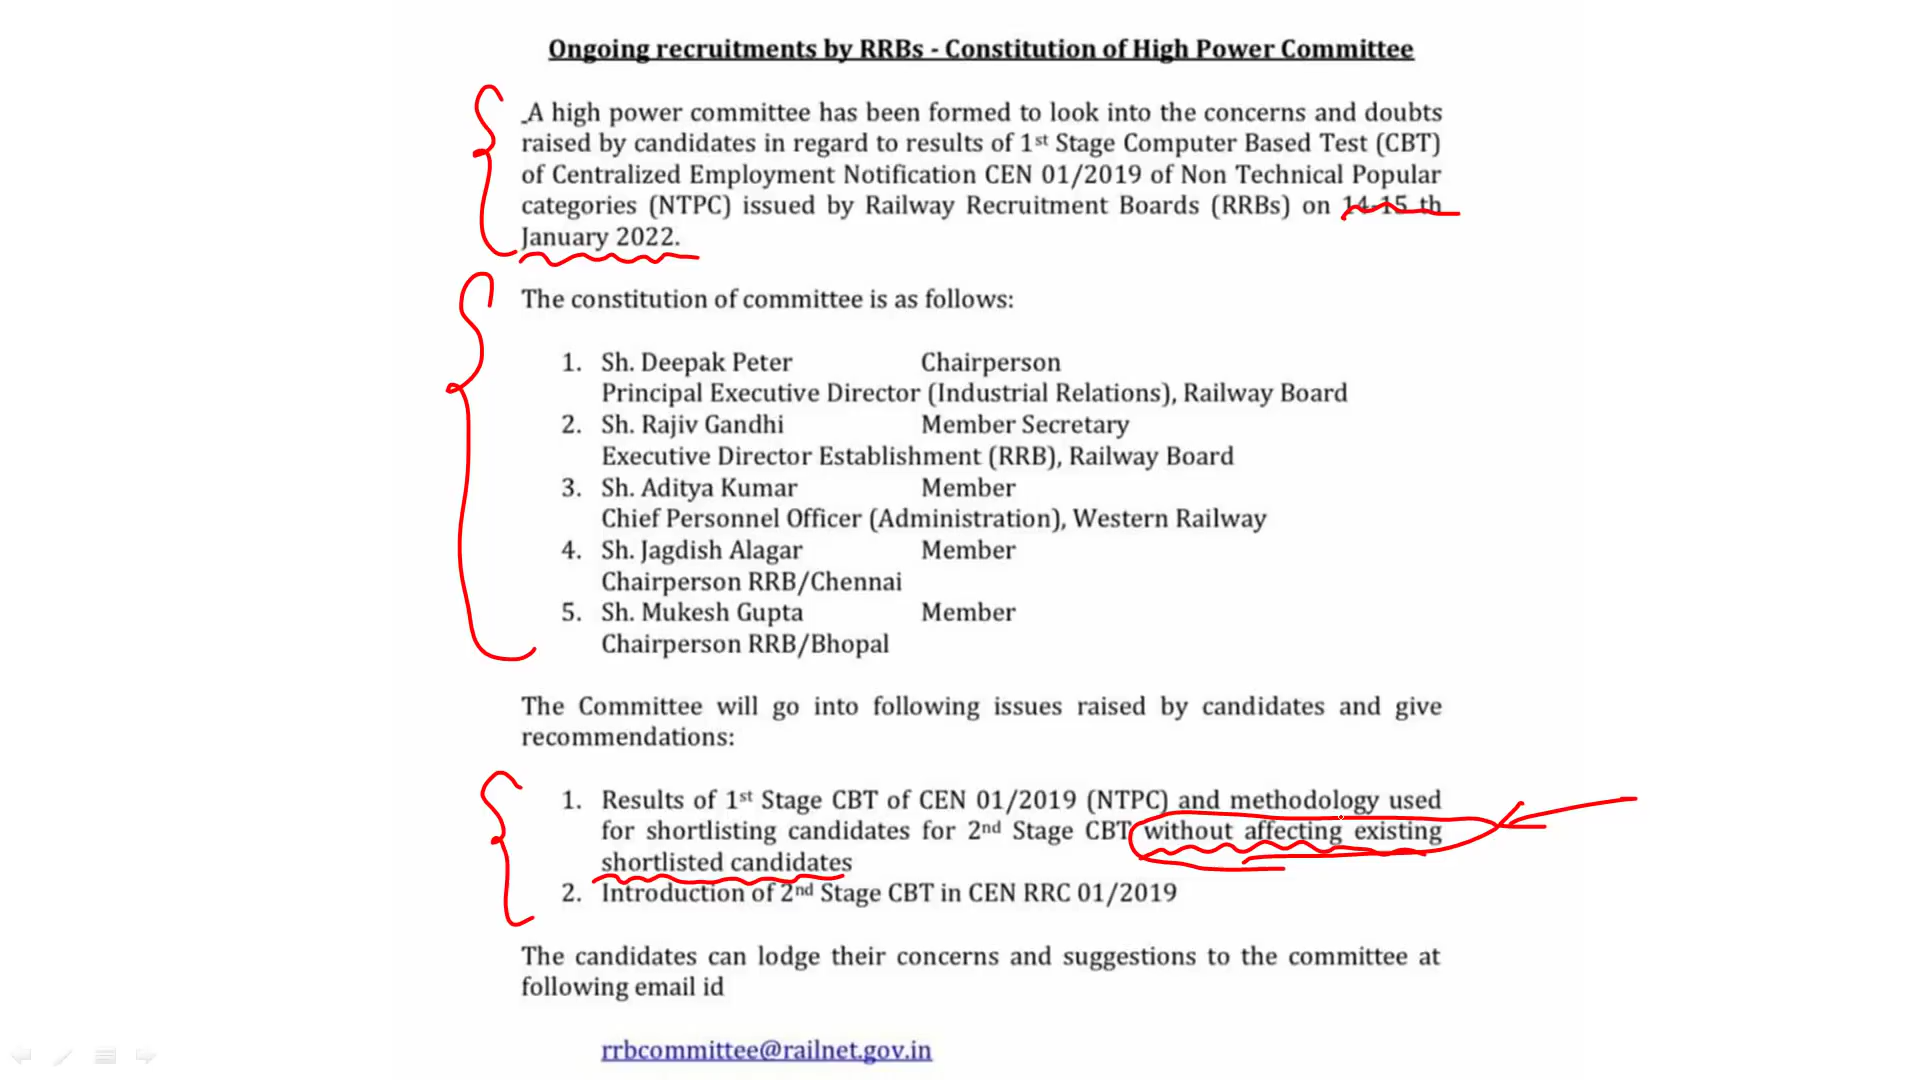 Ongoing recruitments by RRBs - Constitution of High Power Committee
A high power committee has been formed to look into the concerns and doubts
raised by candidates in regard to results of 1st Stage Computer Based Test (CBT)
of Centralized Employment Notification CEN 01/2019 of Non Technical Popular
categories (NTPC) issued by Railway Recruitment Boards (RRBs) on 14-15 th
January 2022.
The constitution of committee is as follows:
1. Sh. Deepak Peter Chairperson
Principal Executive Director (Industrial Relations), Railway Board
2. Sh. Rajiv Gandhi Member Secretary
Executive Director Establishment (RRB), Railway Board
3. Sh. Aditya Kumar Member
Chief Personnel Officer (Administration), Western Railway
4. Sh. Jagdish Alagar Member
Chairperson RRB/Chennai
5. Sh. Mukesh Gupta Member
Chairperson RRB/Bhopal
The Committee will go into following issues raised by candidates and give
recommendations:
1. Results of 1st Stage CBT of CEN 01/2019 (NTPC) and methodology used
for shortlisting candidates for 2nd Stage CBT without affecting existing
shortlisted candidates
2. Introduction of 2nd Stage CBT in CEN RRC 01/2019
The candidates can lodge their concerns and suggestions to the committee at
following email id
rrbcommittee@railnet.gov.in